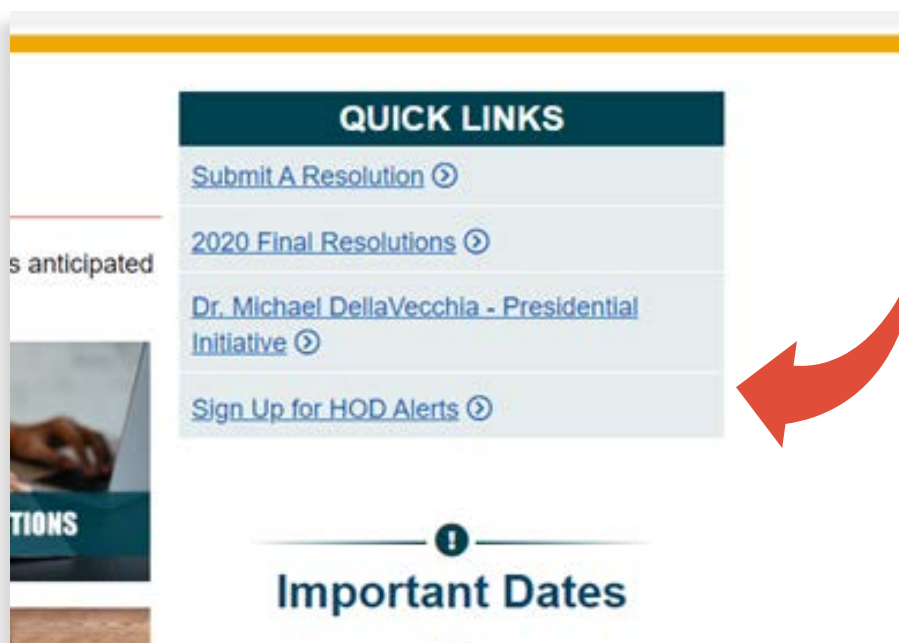 QUICK LINKS
Submit A Resolution
2020 Final Resolutions
s anticipated
Dr. Michael DellaVecchia - Presidential
Initiative
Sign Up for HOD Alerts
TIONS
Important Dates